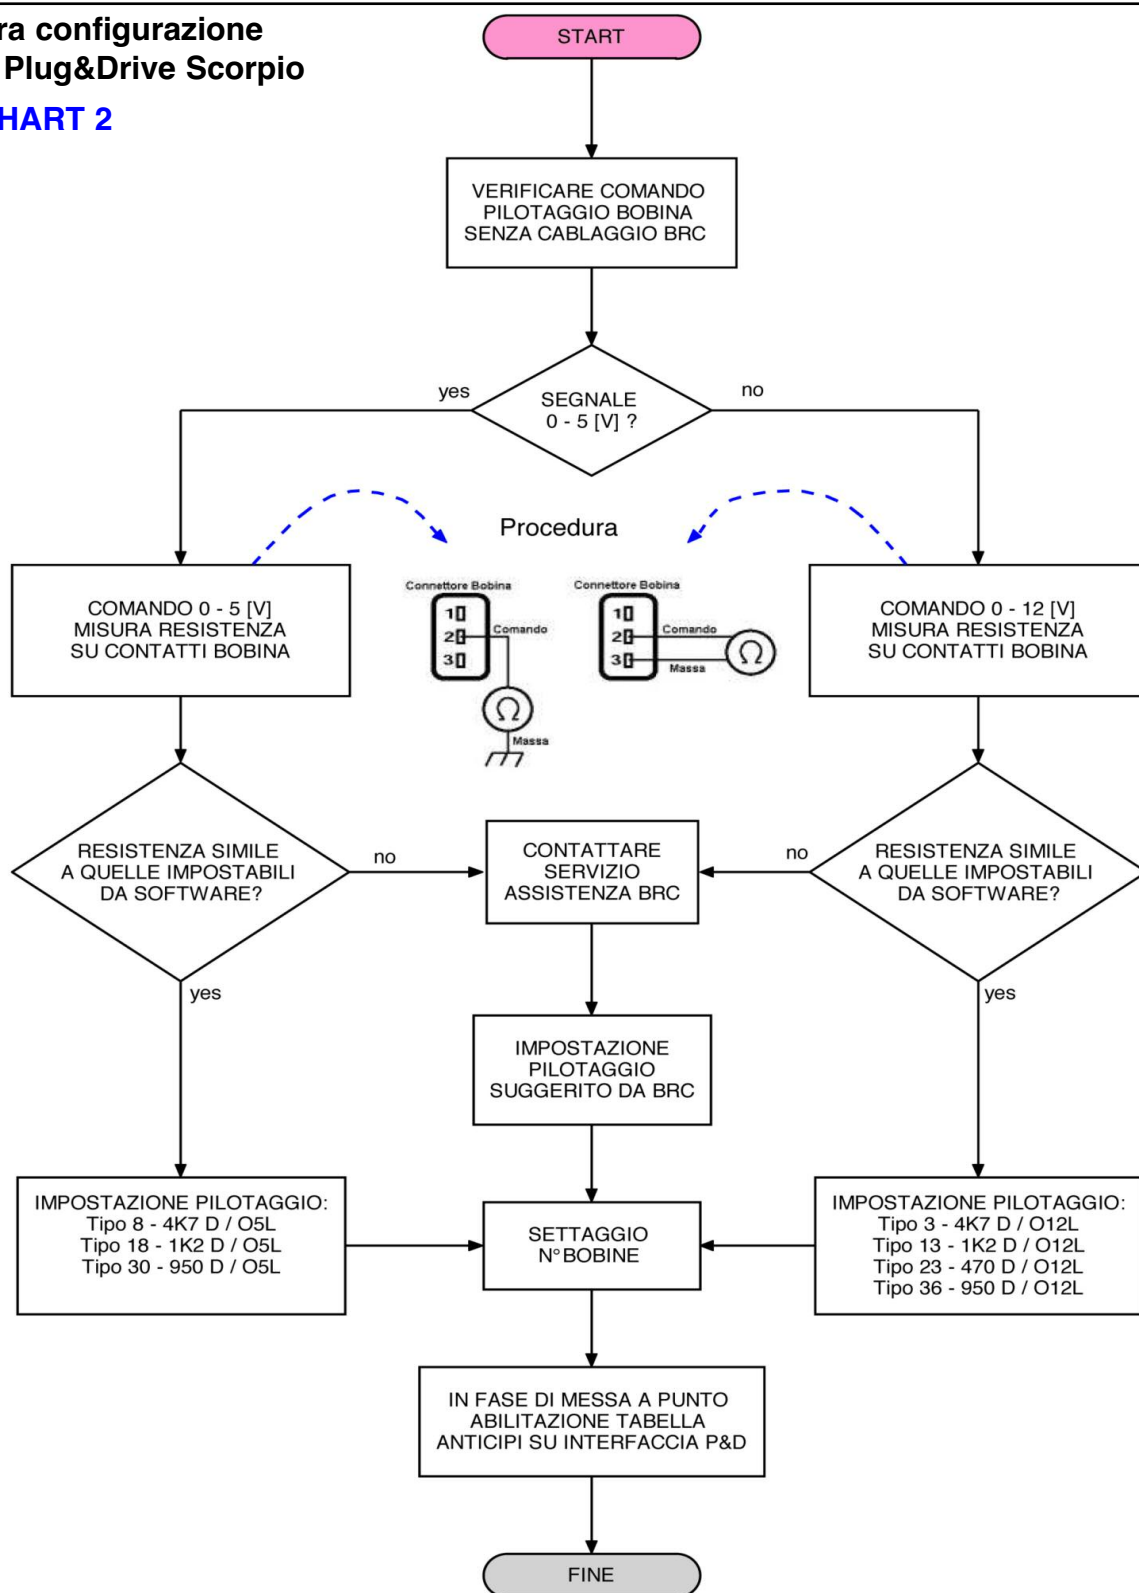 ra configurazione
Plug&Drive Scorpio
HART 2
START
VERIFICARE COMANDO
PILOTAGGIO BOBINA
SENZA CABLAGGIO BRC
SEGNALE
0 - 5 [V] ?
yes
no
Procedura
COMANDO 0 - 5 [V]
MISURA RESISTENZA
SU CONTATTI BOBINA
Connettore Bobina
1
2
3
Comando
Ω
Massa
Connettore Bobina
1
2
3
Comando
Massa
Ω
COMANDO 0 - 12 [V]
MISURA RESISTENZA
SU CONTATTI BOBINA
RESISTENZA SIMILE
A QUELLE IMPOSTABILI
DA SOFTWARE?
no
yes
CONTATTARE
SERVIZIO
ASSISTENZA BRC
no
RESISTENZA SIMILE
A QUELLE IMPOSTABILI
DA SOFTWARE?
yes
IMPOSTAZIONE
PILOTAGGIO
SUGGERITO DA BRC
IMPOSTAZIONE PILOTAGGIO:
Tipo 8 - 4K7 D / O5L
Tipo 18 - 1K2 D / O5L
Tipo 30 - 950 D / O5L
SETTAGGIO
N°BOBINE
IMPOSTAZIONE PILOTAGGIO:
Tipo 3 - 4K7 D / O12L
Tipo 13 - 1K2 D / O12L
Tipo 23 - 470 D / O12L
Tipo 36 - 950 D / O12L
IN FASE DI MESSA A PUNTO
ABILITAZIONE TABELLA
ANTICIPI SU INTERFACCIA P&D
FINE